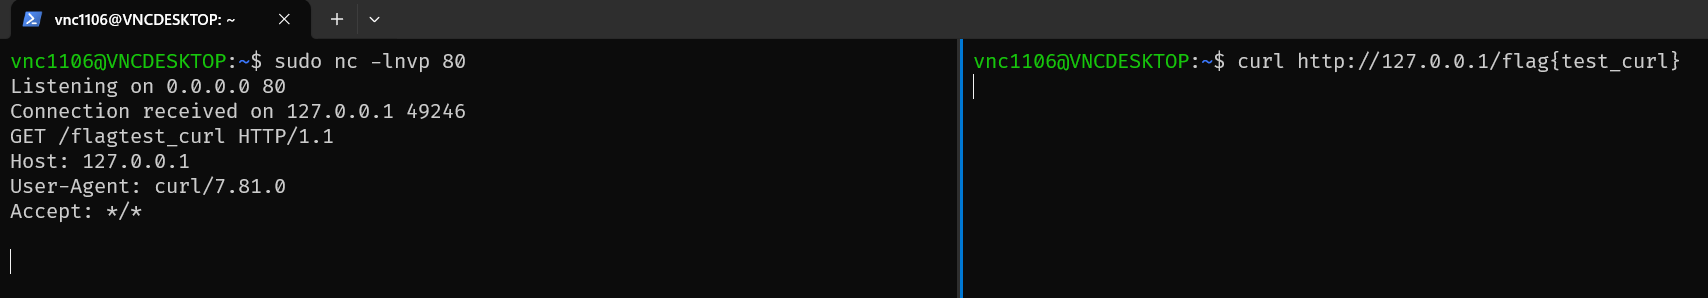 vnc1106@VNCDESKTOP: ~
vnc1106@VNCDESKTOP:~$ sudo nc -lnvp 80
Listening on 0.0.0.0 80
Connection received on 127.0.0.1 49246
GET /flagtest_curl HTTP/1.1
Host: 127.0.0.1
User-Agent: curl/7.81.0
Accept: */*
vnc1106@VNCDESKTOP:~$ curl http://127.0.0.1/flag{test_curl}